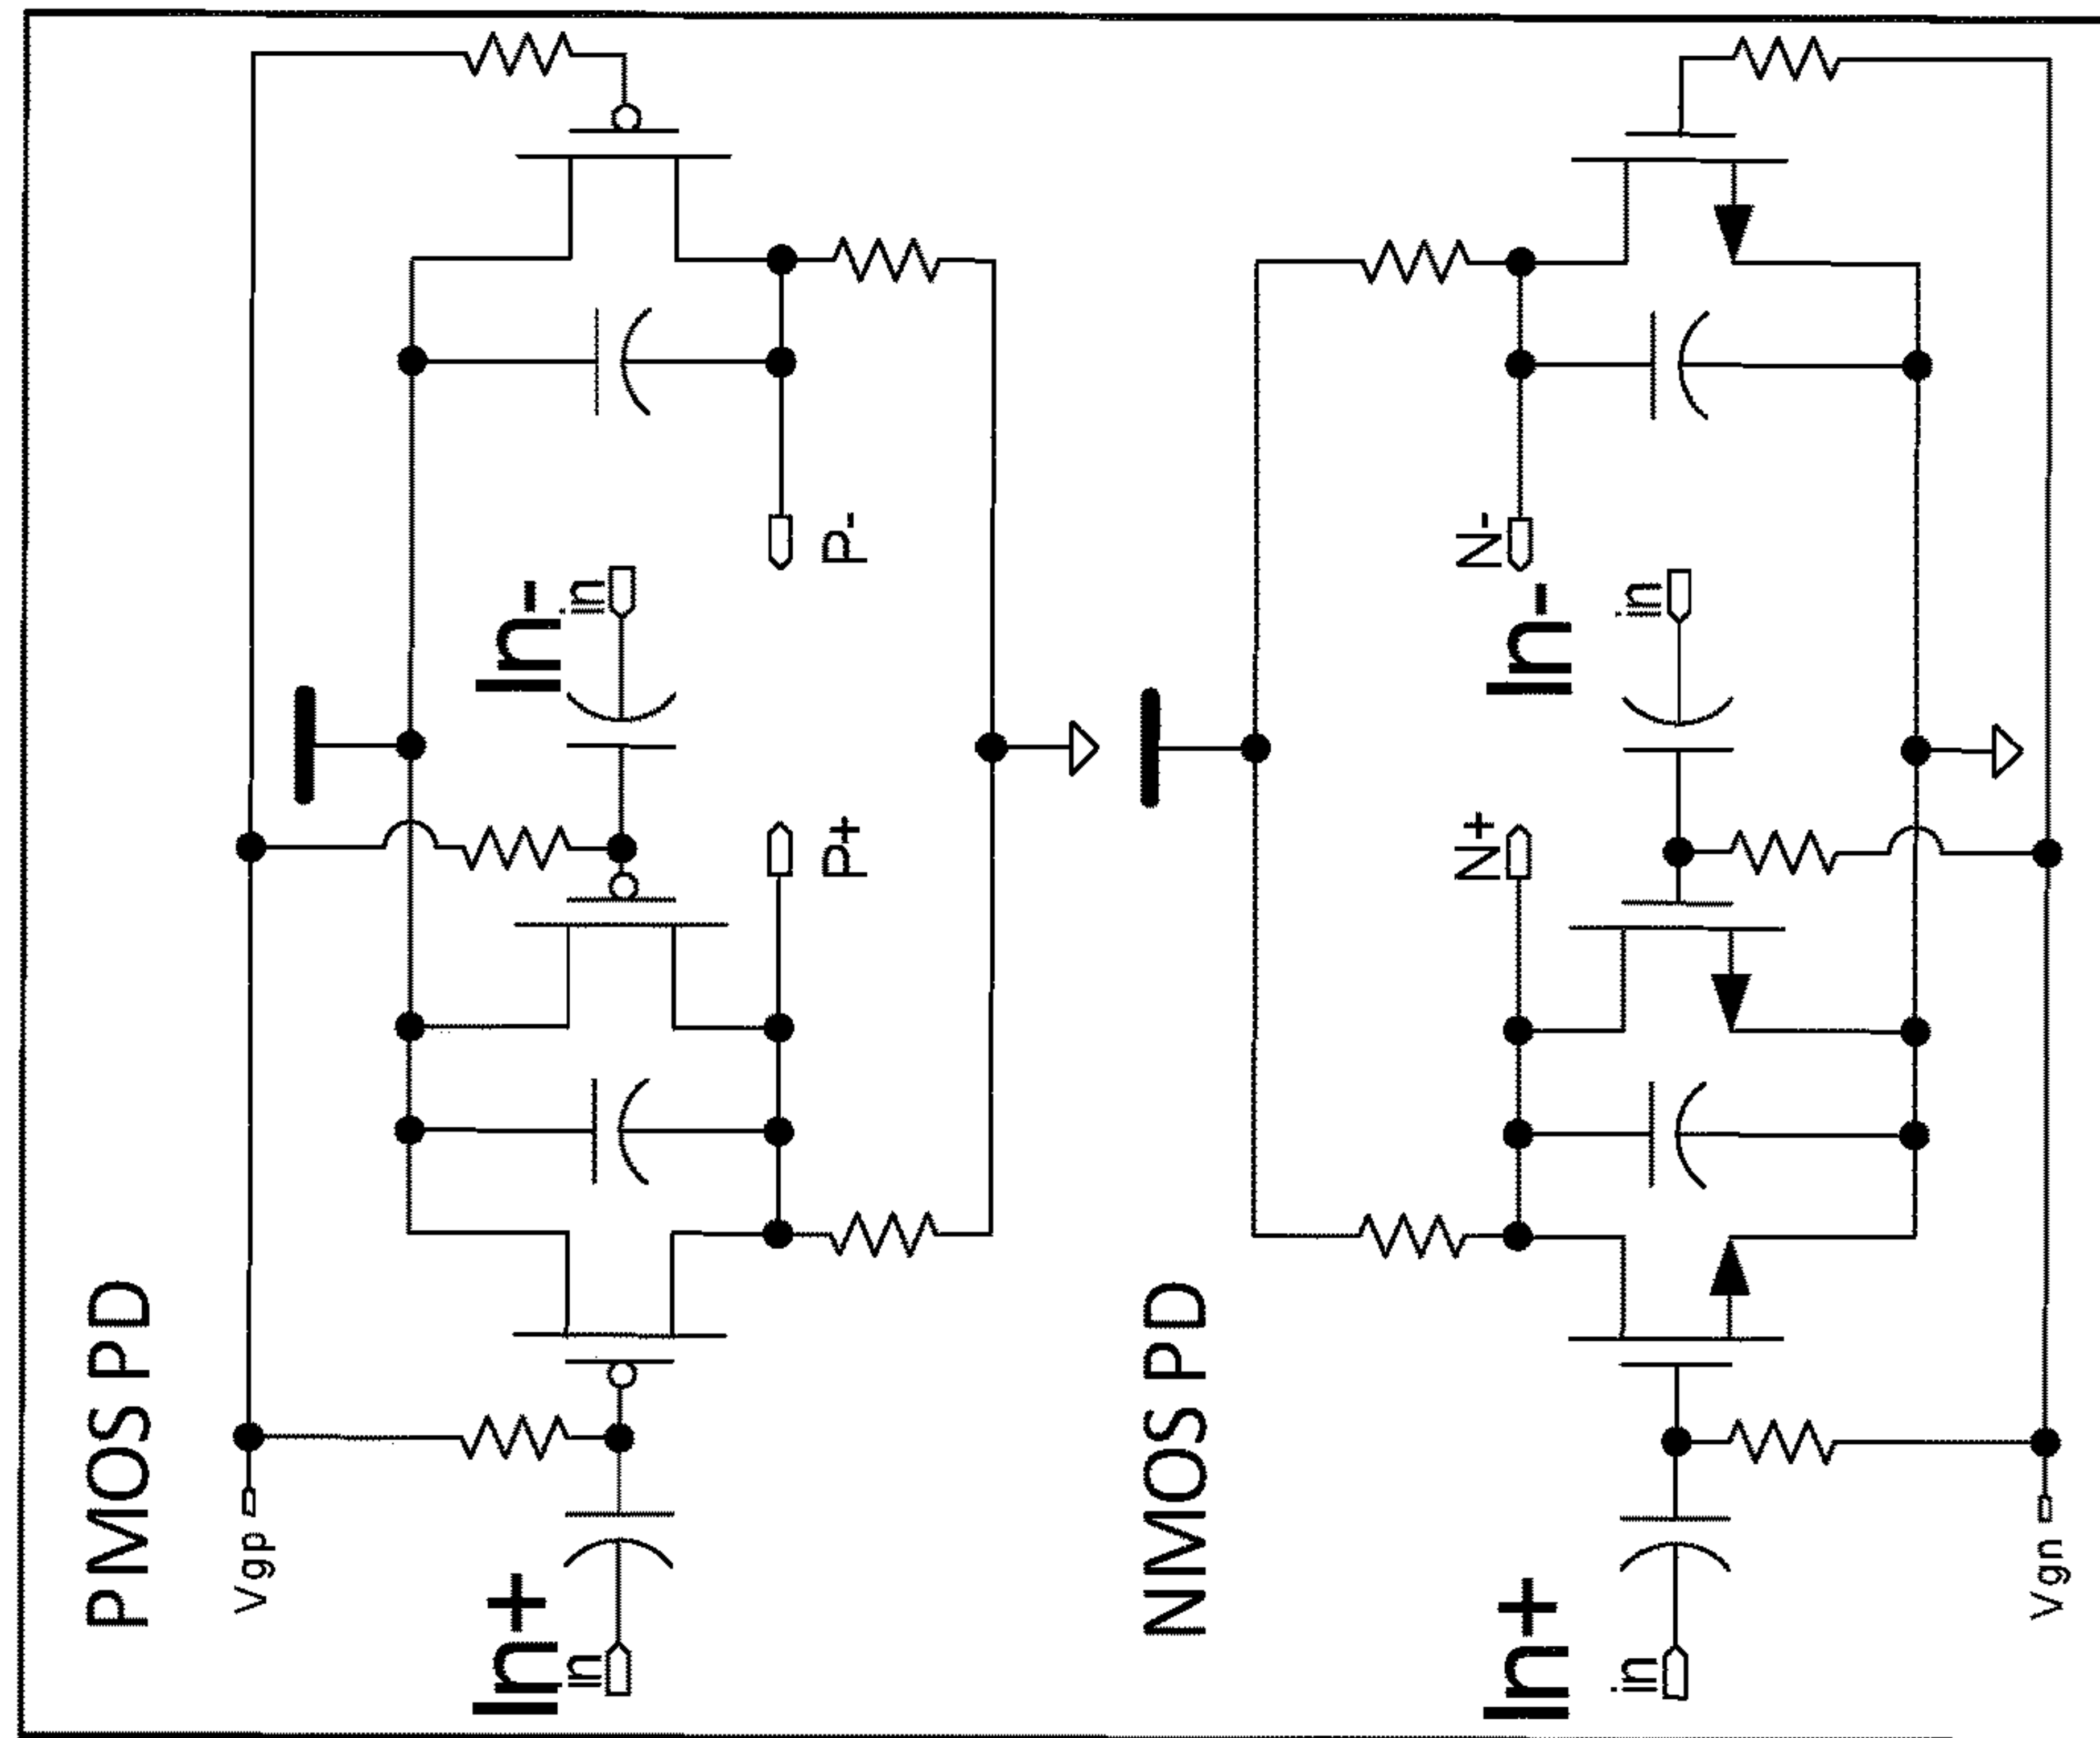 PMOS PD
Vgp
In+
in
In-
in
P+
P-
NMOS PD
In+
in
N+
In-
in
N-
Vgn